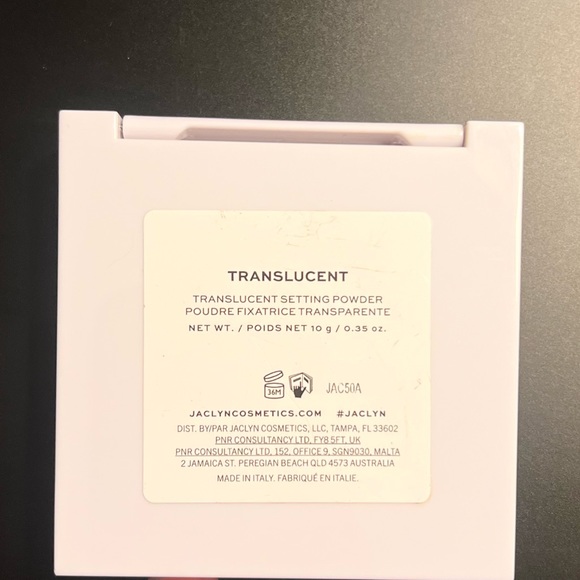 TRANSLUCENT
TRANSLUCENT SETTING POWDER
POUDRE FIXATRICE TRANSPARENTE
NET WT. / POIDS NET 10 g / 0.35 oz.
36M JAC50A
JACLYNCOSMETICS.COM #JACLYN
DIST. BY/PAR JACLYN COSMETICS, LLC, TAMPA, FL 33602
PNR CONSULTANCY LTD, FY8 5FT, UK
PNR CONSULTANCY LTD, 152, OFFICE 9, SGN9030, MALTA
2 JAMAICA ST. PEREGIAN BEACH QLD 4573 AUSTRALIA
MADE IN ITALY. FABRIQUÉ EN ITALIE.